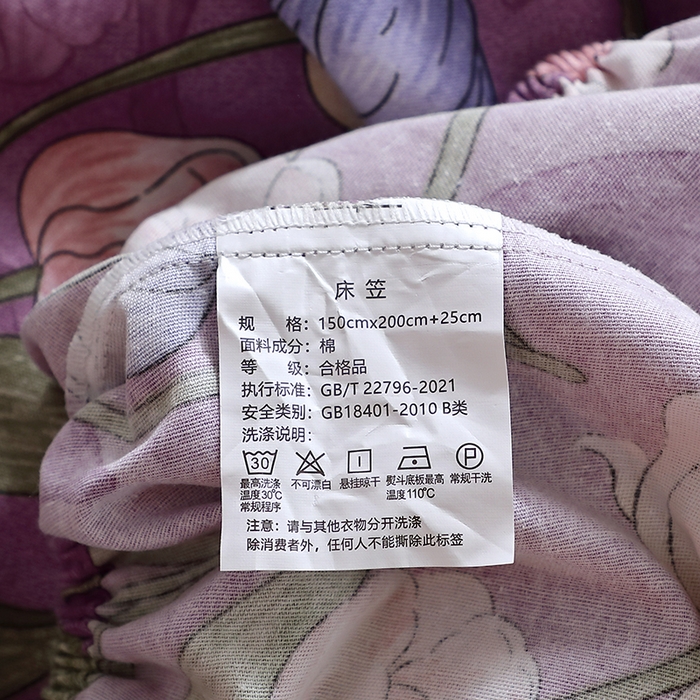 床笠
规 格：150cmx200cm+25cm
面料成分：棉
等 级：合格品
执行标准：GB/T 22796-2021
安全类别：GB18401-2010 B类
洗涤说明：
30 P
最高洗涤温度30℃常规程序 不可漂白 悬挂晾干 熨斗底板最高温度110℃ 常规干洗
注意：请与其他衣物分开洗涤
除消费者外，任何人不能撕除此标签